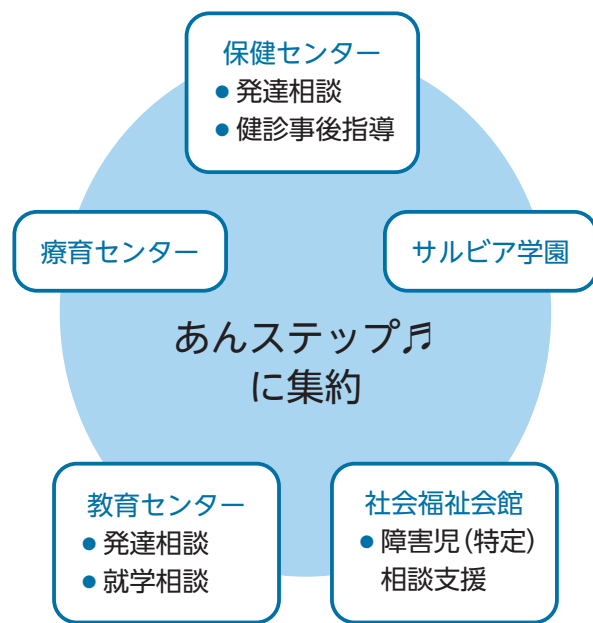 保健センター
● 発達相談
● 健診事後指導
療育センター
サルビア学園
あんステップ♬
に集約
教育センター
● 発達相談
● 就学相談
社会福祉会館
● 障害児(特定)
相談支援